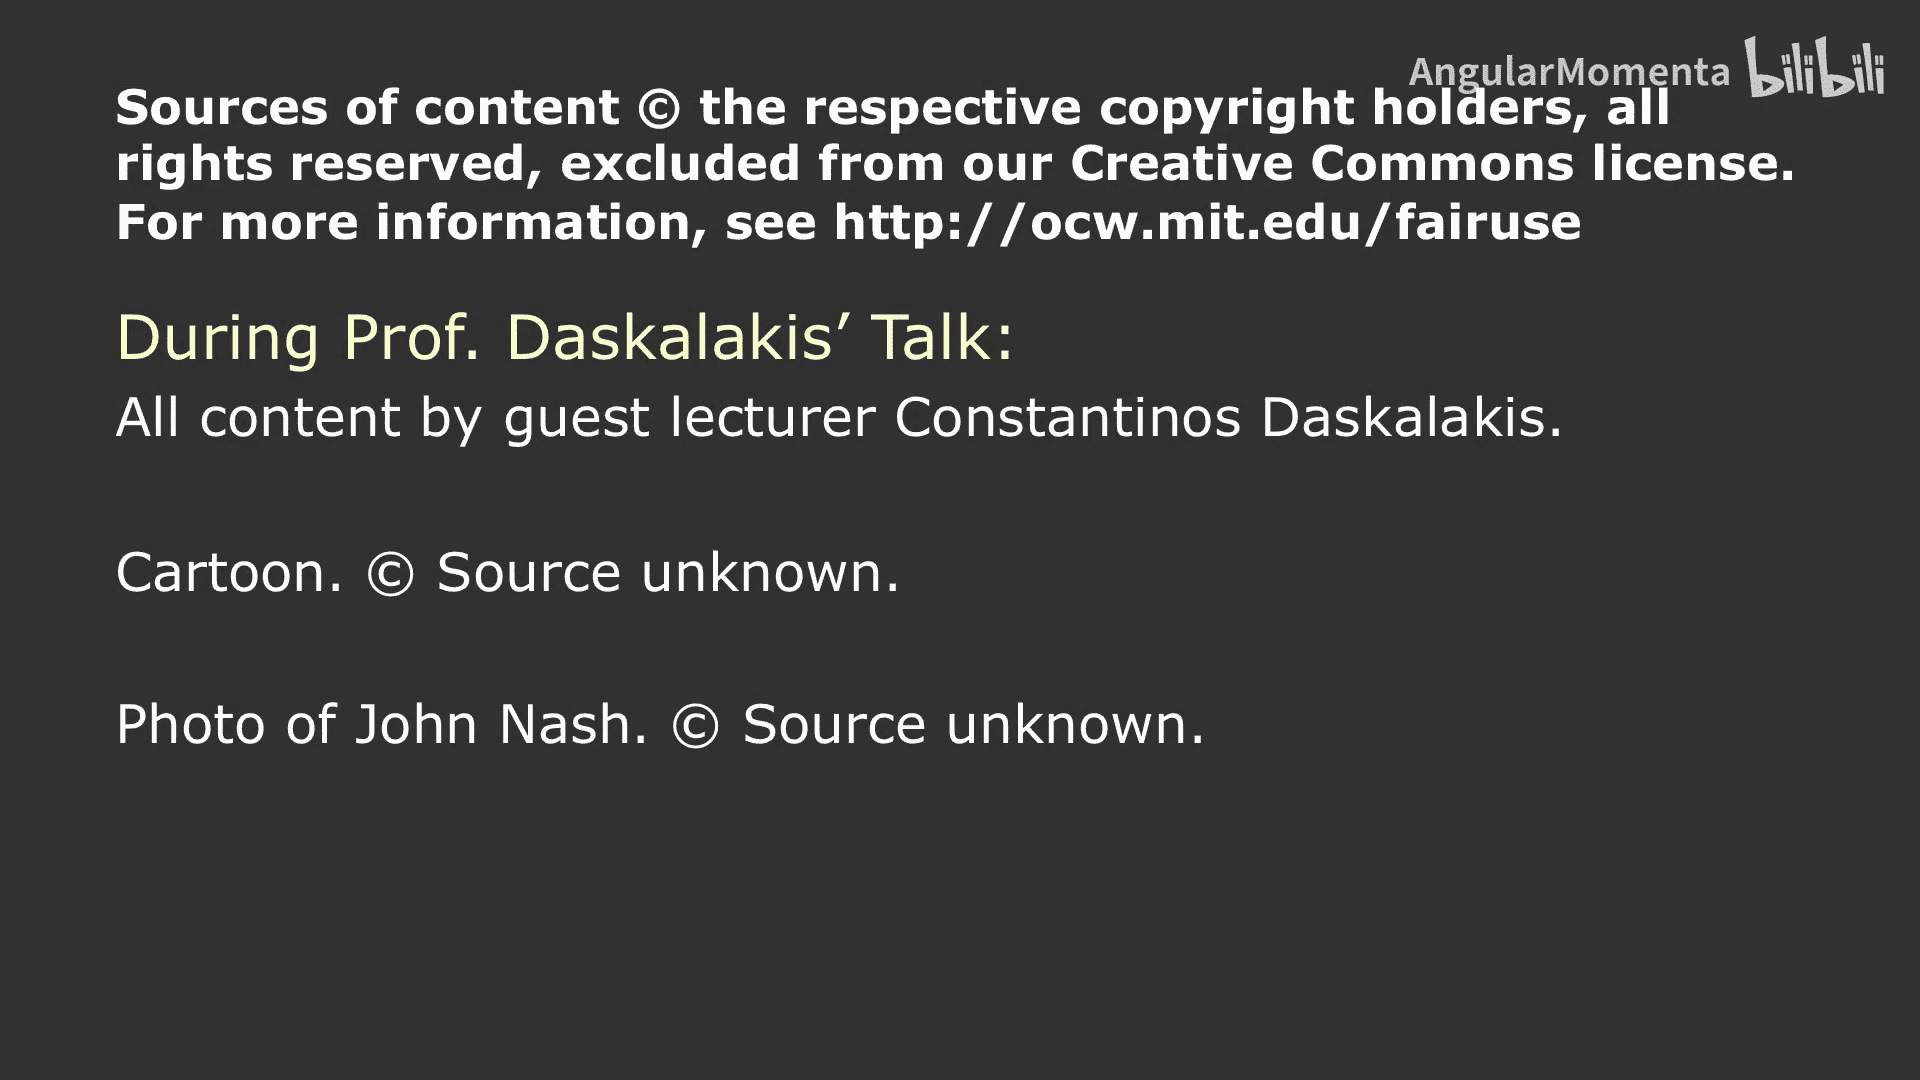 AngularMomenta bilibili
Sources of content © the respective copyright holders, all
rights reserved, excluded from our Creative Commons license.
For more information, see http://ocw.mit.edu/fairuse
During Prof. Daskalakis’ Talk:
All content by guest lecturer Constantinos Daskalakis.
Cartoon. © Source unknown.
Photo of John Nash. © Source unknown.